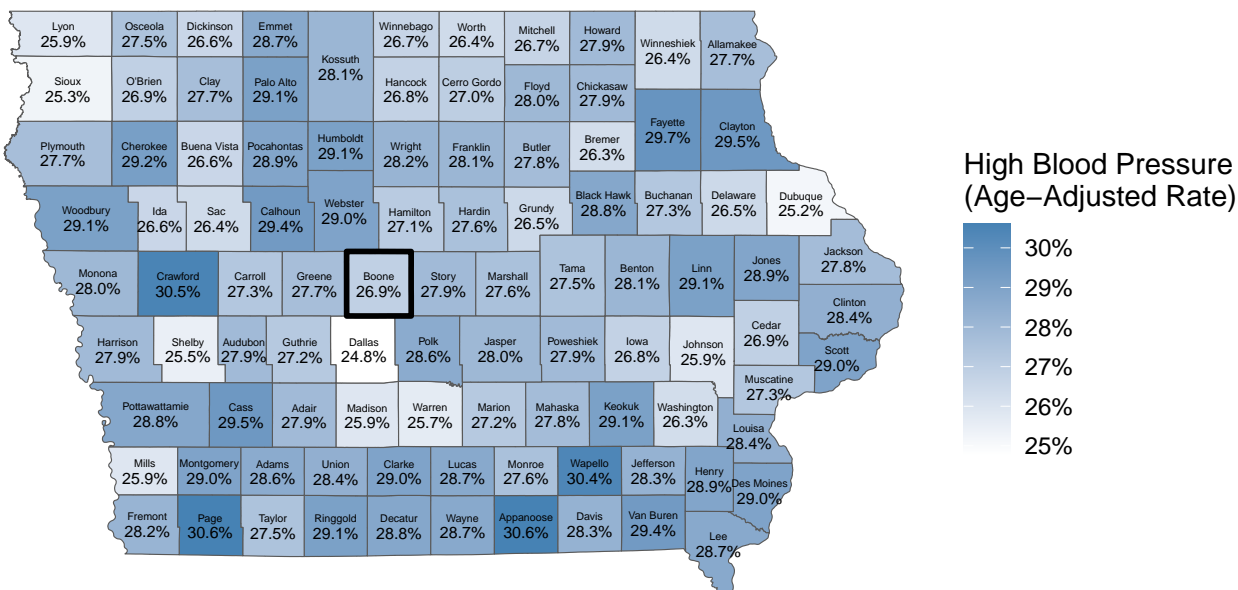 Lyon
25.9%
Osceola
27.5%
Dickinson
26.6%
Emmet
28.7%
Kossuth
28.1%
Winnebago
26.7%
Worth
26.4%
Mitchell
26.7%
Howard
27.9%
Winneshiek
26.4%
Allamakee
27.7%
Sioux
25.3%
O'Brien
26.9%
Clay
27.7%
Palo Alto
29.1%
Hancock
26.8%
Cerro Gordo
27.0%
Floyd
28.0%
Chickasaw
27.9%
Fayette
29.7%
Clayton
29.5%
Plymouth
27.7%
Cherokee
29.2%
Buena Vista
26.6%
Pocahontas
28.9%
Humboldt
29.1%
Wright
28.2%
Franklin
28.1%
Butler
27.8%
Bremer
26.3%
Woodbury
29.1%
Ida
26.6%
Sac
26.4%
Calhoun
29.4%
Webster
29.0%
Hamilton
27.1%
Hardin
27.6%
Grundy
26.5%
Black Hawk
28.8%
Buchanan
27.3%
Delaware
26.5%
Dubuque
25.2%
Monona
28.0%
Crawford
30.5%
Carroll
27.3%
Greene
27.7%
Boone
26.9%
Story
27.9%
Marshall
27.6%
Tama
27.5%
Benton
28.1%
Linn
29.1%
Jones
28.9%
Jackson
27.8%
Clinton
28.4%
Harrison
27.9%
Shelby
25.5%
Audubon
27.9%
Guthrie
27.2%
Dallas
24.8%
Polk
28.6%
Jasper
28.0%
Poweshiek
27.9%
Iowa
26.8%
Johnson
25.9%
Cedar
26.9%
Scott
29.0%
Muscatine
27.3%
Pottawattamie
28.8%
Cass
29.5%
Adair
27.9%
Madison
25.9%
Warren
25.7%
Marion
27.2%
Mahaska
27.8%
Keokuk
29.1%
Washington
26.3%
Louisa
28.4%
Mills
25.9%
Montgomery
29.0%
Adams
28.6%
Union
28.4%
Clarke
29.0%
Lucas
28.7%
Monroe
27.6%
Wapello
30.4%
Jefferson
28.3%
Henry
28.9%
Des Moines
29.0%
Fremont
28.2%
Page
30.6%
Taylor
27.5%
Ringgold
29.1%
Decatur
28.8%
Wayne
28.7%
Appanoose
30.6%
Davis
28.3%
Van Buren
29.4%
Lee
28.7%
High Blood Pressure
(Age−Adjusted Rate)
30%
29%
28%
27%
26%
25%